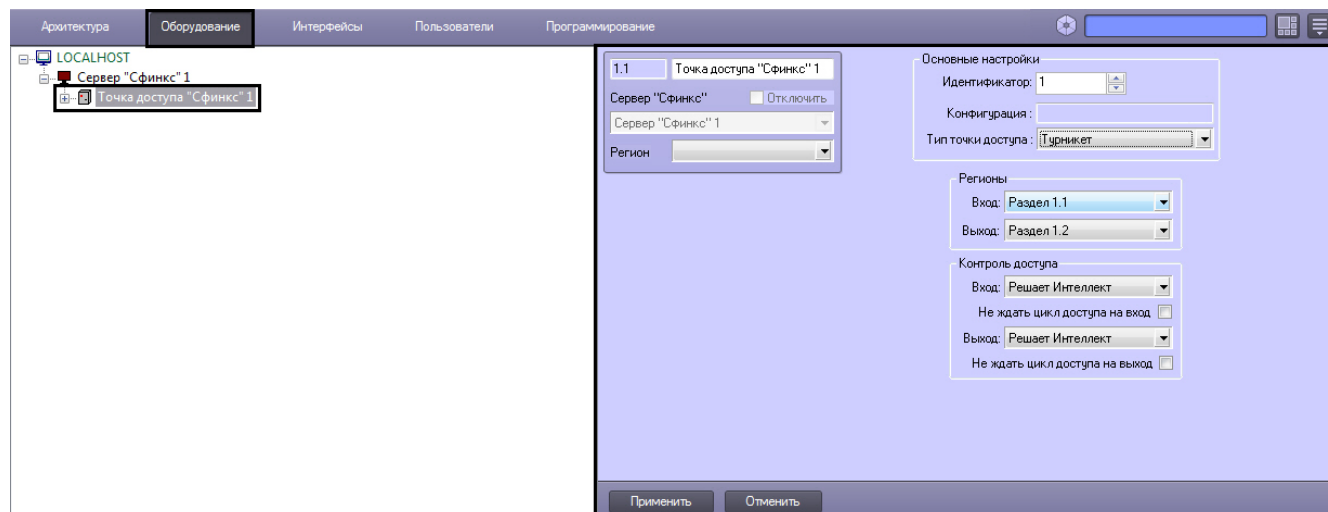 Архитектура Оборудование Интерфейсы Пользователи Программирование
LOCALHOST
Сервер "Сфинкс" 1
Точка доступа "Сфинкс" 1
1.1 Точка доступа "Сфинкс" 1
Сервер "Сфинкс" Отключить
Сервер "Сфинкс" 1
Регион
Основные настройки
Идентификатор: 1
Конфигурация :
Тип точки доступа : Турникет
Регионы
Вход: Раздел 1.1
Выход: Раздел 1.2
Контроль доступа
Вход: Решает Интеллект
Не ждать цикл доступа на вход
Выход: Решает Интеллект
Не ждать цикл доступа на выход
Применить Отменить